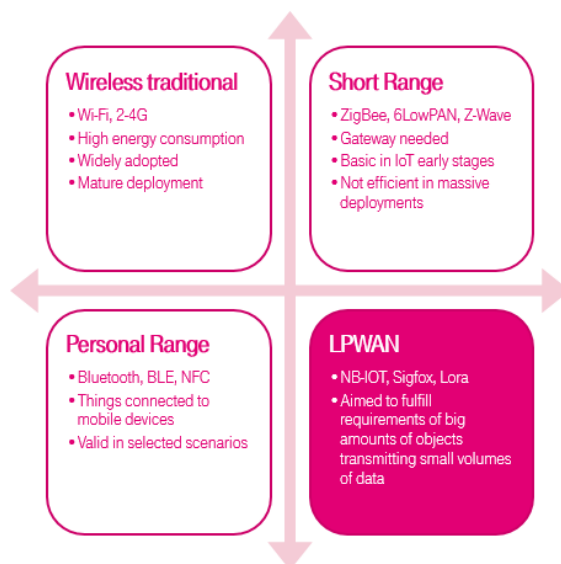 Wireless traditional
• Wi-Fi, 2-4G
• High energy consumption
• Widely adopted
• Mature deployment
Short Range
• ZigBee, 6LowPAN, Z-Wave
• Gateway needed
• Basic in IoT early stages
• Not efficient in massive
deployments
Personal Range
• Bluetooth, BLE, NFC
• Things connected to
mobile devices
• Valid in selected scenarios
LPWAN
• NB-IOT, Sigfox, Lora
• Aimed to fulfill
requirements of big
amounts of objects
transmitting small volumes
of data